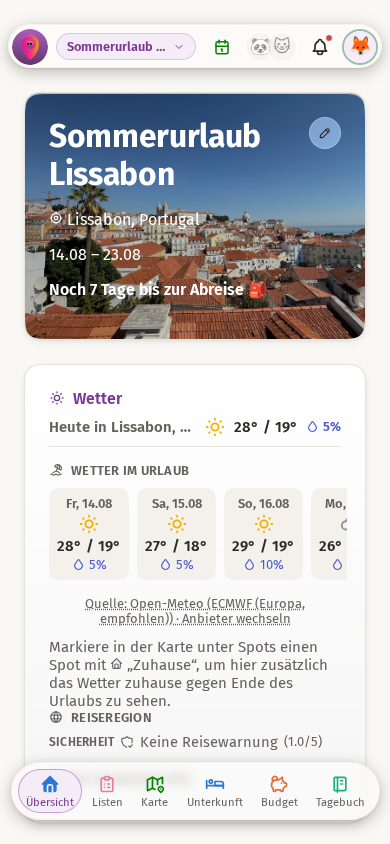 Sommerurlaub ...
Sommerurlaub
Lissabon
Lissabon, Portugal
14.08 – 23.08
Noch 7 Tage bis zur Abreise
Wetter
Heute in Lissabon, ... 28° / 19° 5%
WETTER IM URLAUB
Fr, 14.08 Sa, 15.08 So, 16.08 Mo,
28° / 19° 27° / 18° 29° / 19° 26°
5% 5% 10%
Quelle: Open-Meteo (ECMWF (Europa,
empfohlen)) · Anbieter wechseln
Markiere in der Karte unter Spots einen
Spot mit „Zuhause“, um hier zusätzlich
das Wetter zuhause gegen Ende des
Urlaubs zu sehen.
REISEREGION
SICHERHEIT Keine Reisewarnung (1.0/5)
Übersicht Listen Karte Unterkunft Budget Tagebuch